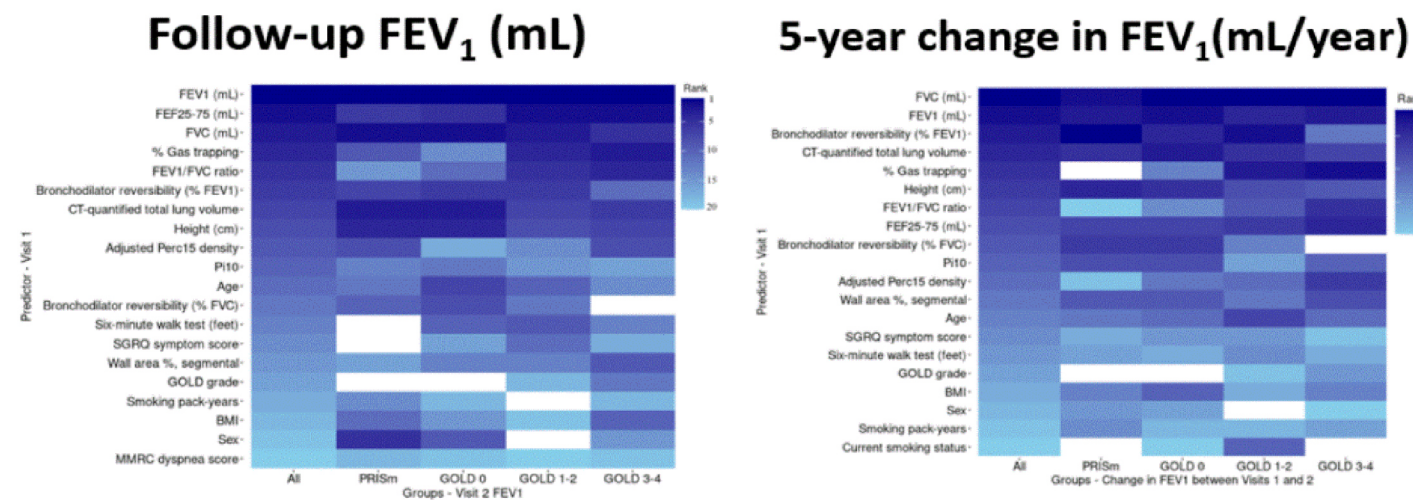 Follow-up FEV1 (mL)
FEV1 (mL)
FEF25-75 (mL)
FVC (mL)
% Gas trapping
FEV1/FVC ratio
Bronchodilator reversibility (% FEV1)
CT-quantified total lung volume
Height (cm)
Adjusted Perc15 density
Pi10
Age
Bronchodilator reversibility (% FVC)
Six-minute walk test (feet)
SGRQ symptom score
Wall area %, segmental
GOLD grade
Smoking pack-years
BMI
Sex
MMRC dyspnea score
Predictor - Visit 1
All PRISm GOLD 0 GOLD 1-2 GOLD 3-4
Groups - Visit 2 FEV1
Rank
1
5
10
15
20
5-year change in FEV1(mL/year)
FVC (mL)
FEV1 (mL)
Bronchodilator reversibility (% FEV1)
CT-quantified total lung volume
% Gas trapping
Height (cm)
FEV1/FVC ratio
FEF25-75 (mL)
Bronchodilator reversibility (% FVC)
Pi10
Adjusted Perc15 density
Wall area %, segmental
Age
SGRQ symptom score
Six-minute walk test (feet)
GOLD grade
BMI
Sex
Smoking pack-years
Current smoking status
Predictor - Visit 1
All PRISm GOLD 0 GOLD 1-2 GOLD 3-4
Groups - Change in FEV1 between Visits 1 and 2